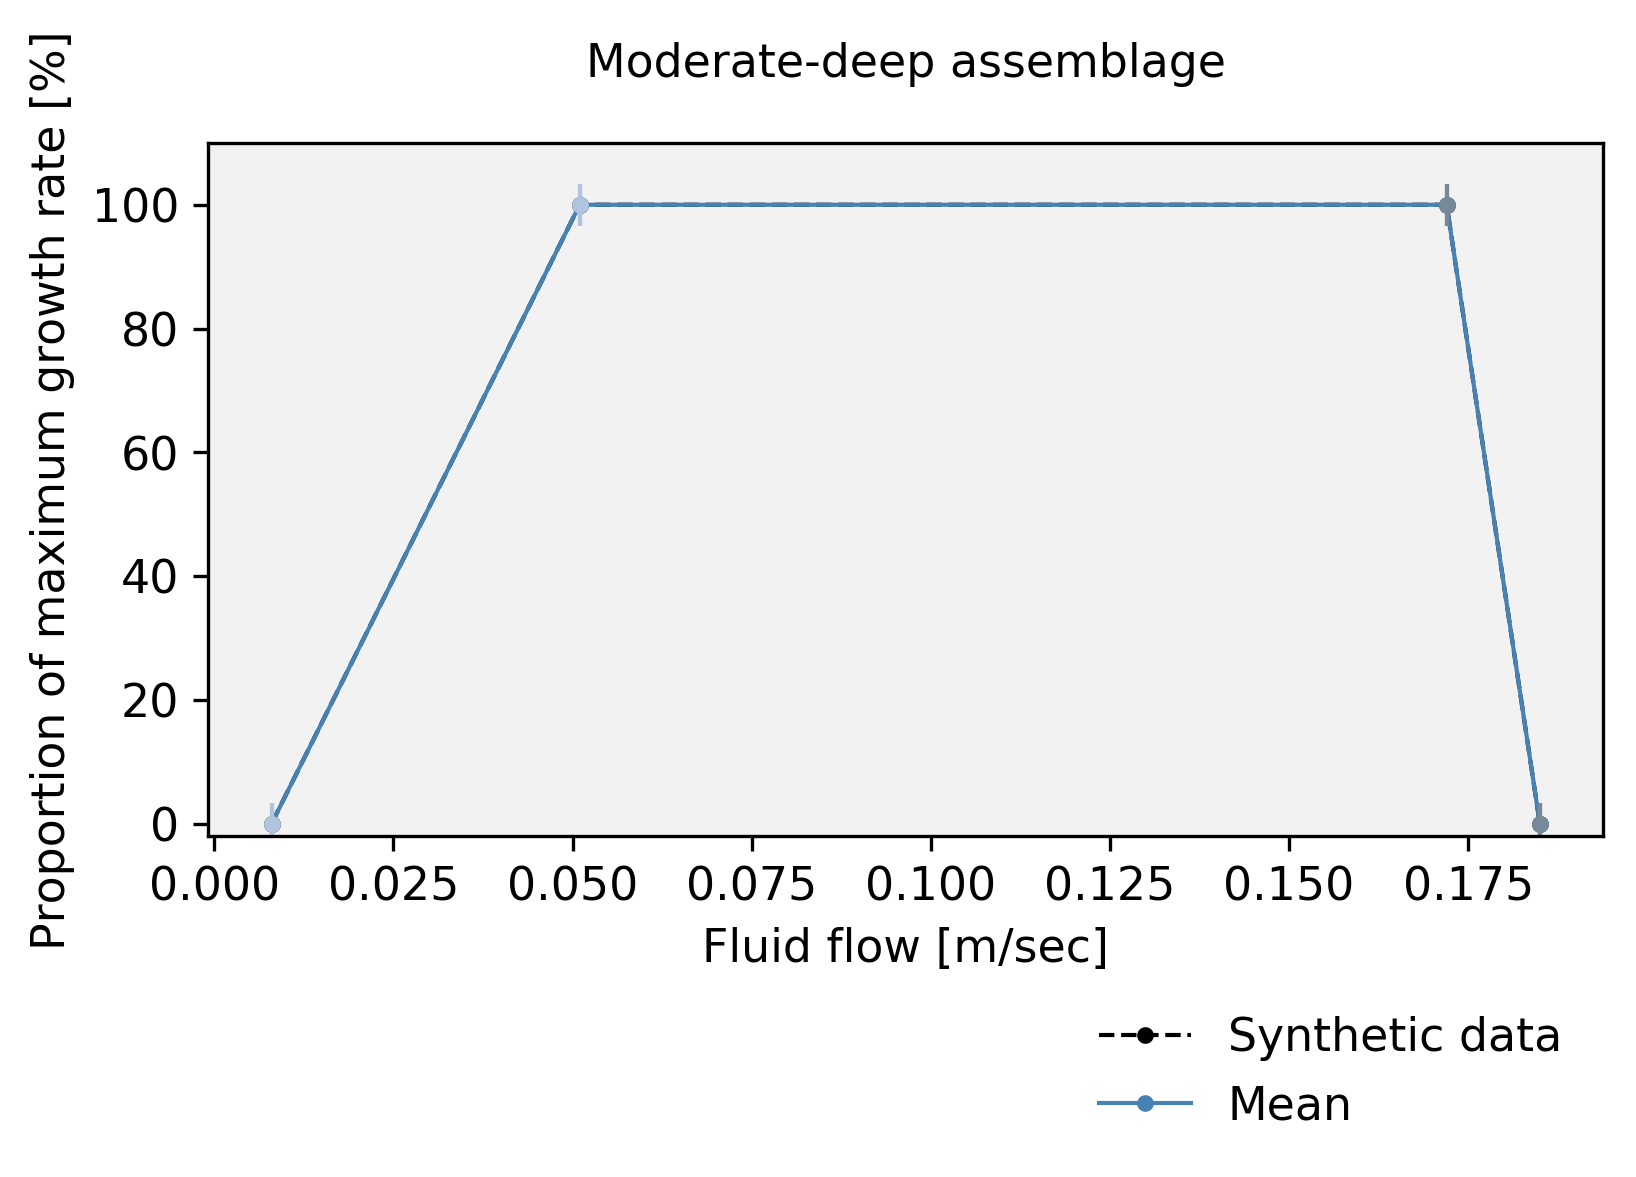 Moderate-deep assemblage
Proportion of maximum growth rate [%]
100
80
60
40
20
0
0.000 0.025 0.050 0.075 0.100 0.125 0.150 0.175
Fluid flow [m/sec]
Synthetic data
Mean